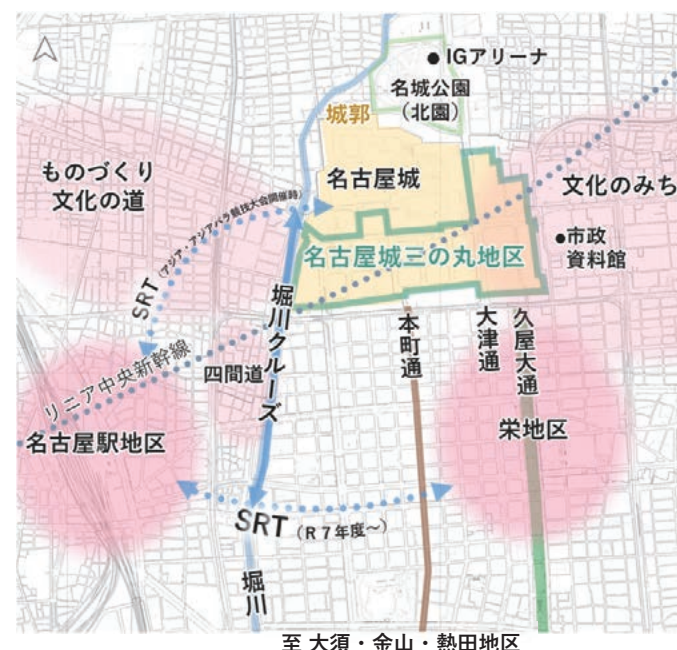 IGアリーナ
名城公園
（北園）
城郭
名古屋城
ものづくり
文化の道
文化のみち
市政
資料館
名古屋城三の丸地区
SRT（アジア・アジアパラ競技大会開催時）
堀川クルーズ
本町通
大津通
久屋大通
四間道
リニア中央新幹線
名古屋駅地区
栄地区
SRT（R７年度～）
堀川
至 大須・金山・熱田地区